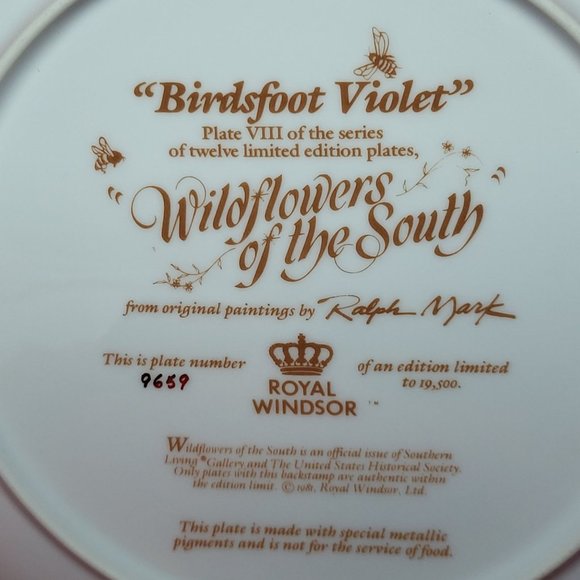 “Birdsfoot Violet”
Plate VIII of the series
of twelve limited edition plates,
“Wildflowers
of the South”
from original paintings by Ralph Mark
This is plate number
9659
ROYAL
WINDSOR ™
of an edition limited
to 19,500.
Wildflowers of the South is an official issue of Southern
Living ® Gallery and The United States Historical Society.
Only plates with this backstamp are authentic within
the edition limit. © 1981, Royal Windsor, Ltd.
This plate is made with special metallic
pigments and is not for the service of food.